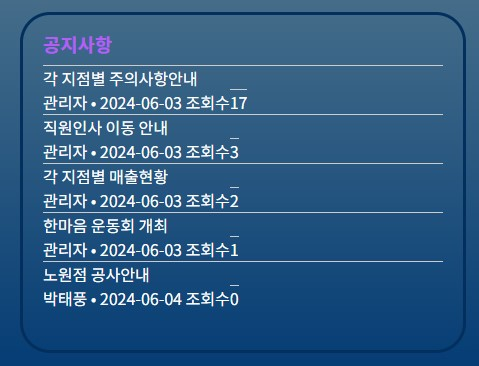 공지사항
각 지점별 주의사항안내
관리자 • 2024-06-03 조회수17
직원인사 이동 안내
관리자 • 2024-06-03 조회수3
각 지점별 매출현황
관리자 • 2024-06-03 조회수2
한마음 운동회 개최
관리자 • 2024-06-03 조회수1
노원점 공사안내
박태풍 • 2024-06-04 조회수0